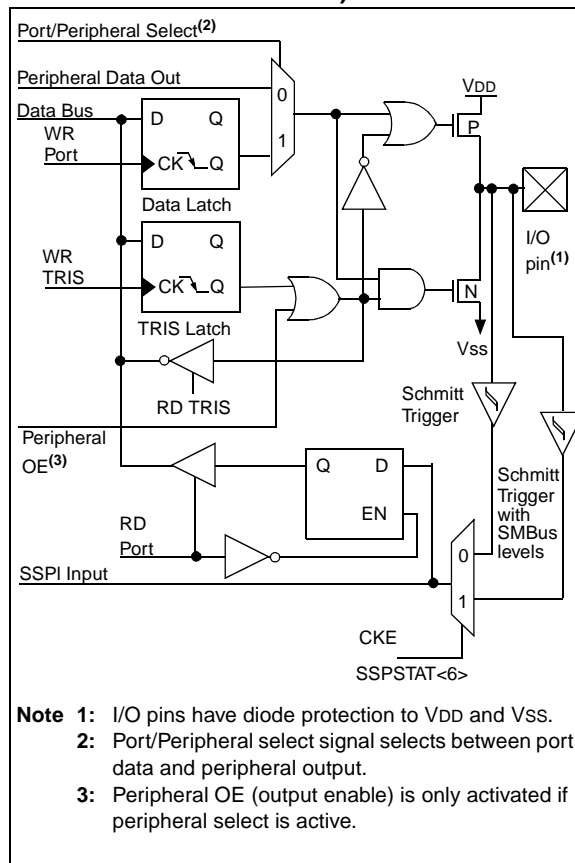 Port/Peripheral Select(2)
Peripheral Data Out
Data Bus
WR
Port
D Q
CK Q
Data Latch
0
1
VDD
P
I/O
pin(1)
WR
TRIS
D Q
CK Q
TRIS Latch
N
Vss
RD TRIS
Schmitt
Trigger
Peripheral
OE(3)
Q D
EN
Schmitt
Trigger
with
SMBus
levels
RD
Port
0
1
SSPI Input
CKE
SSPSTAT<6>
Note 1: I/O pins have diode protection to VDD and VSS.
2: Port/Peripheral select signal selects between port
data and peripheral output.
3: Peripheral OE (output enable) is only activated if
peripheral select is active.